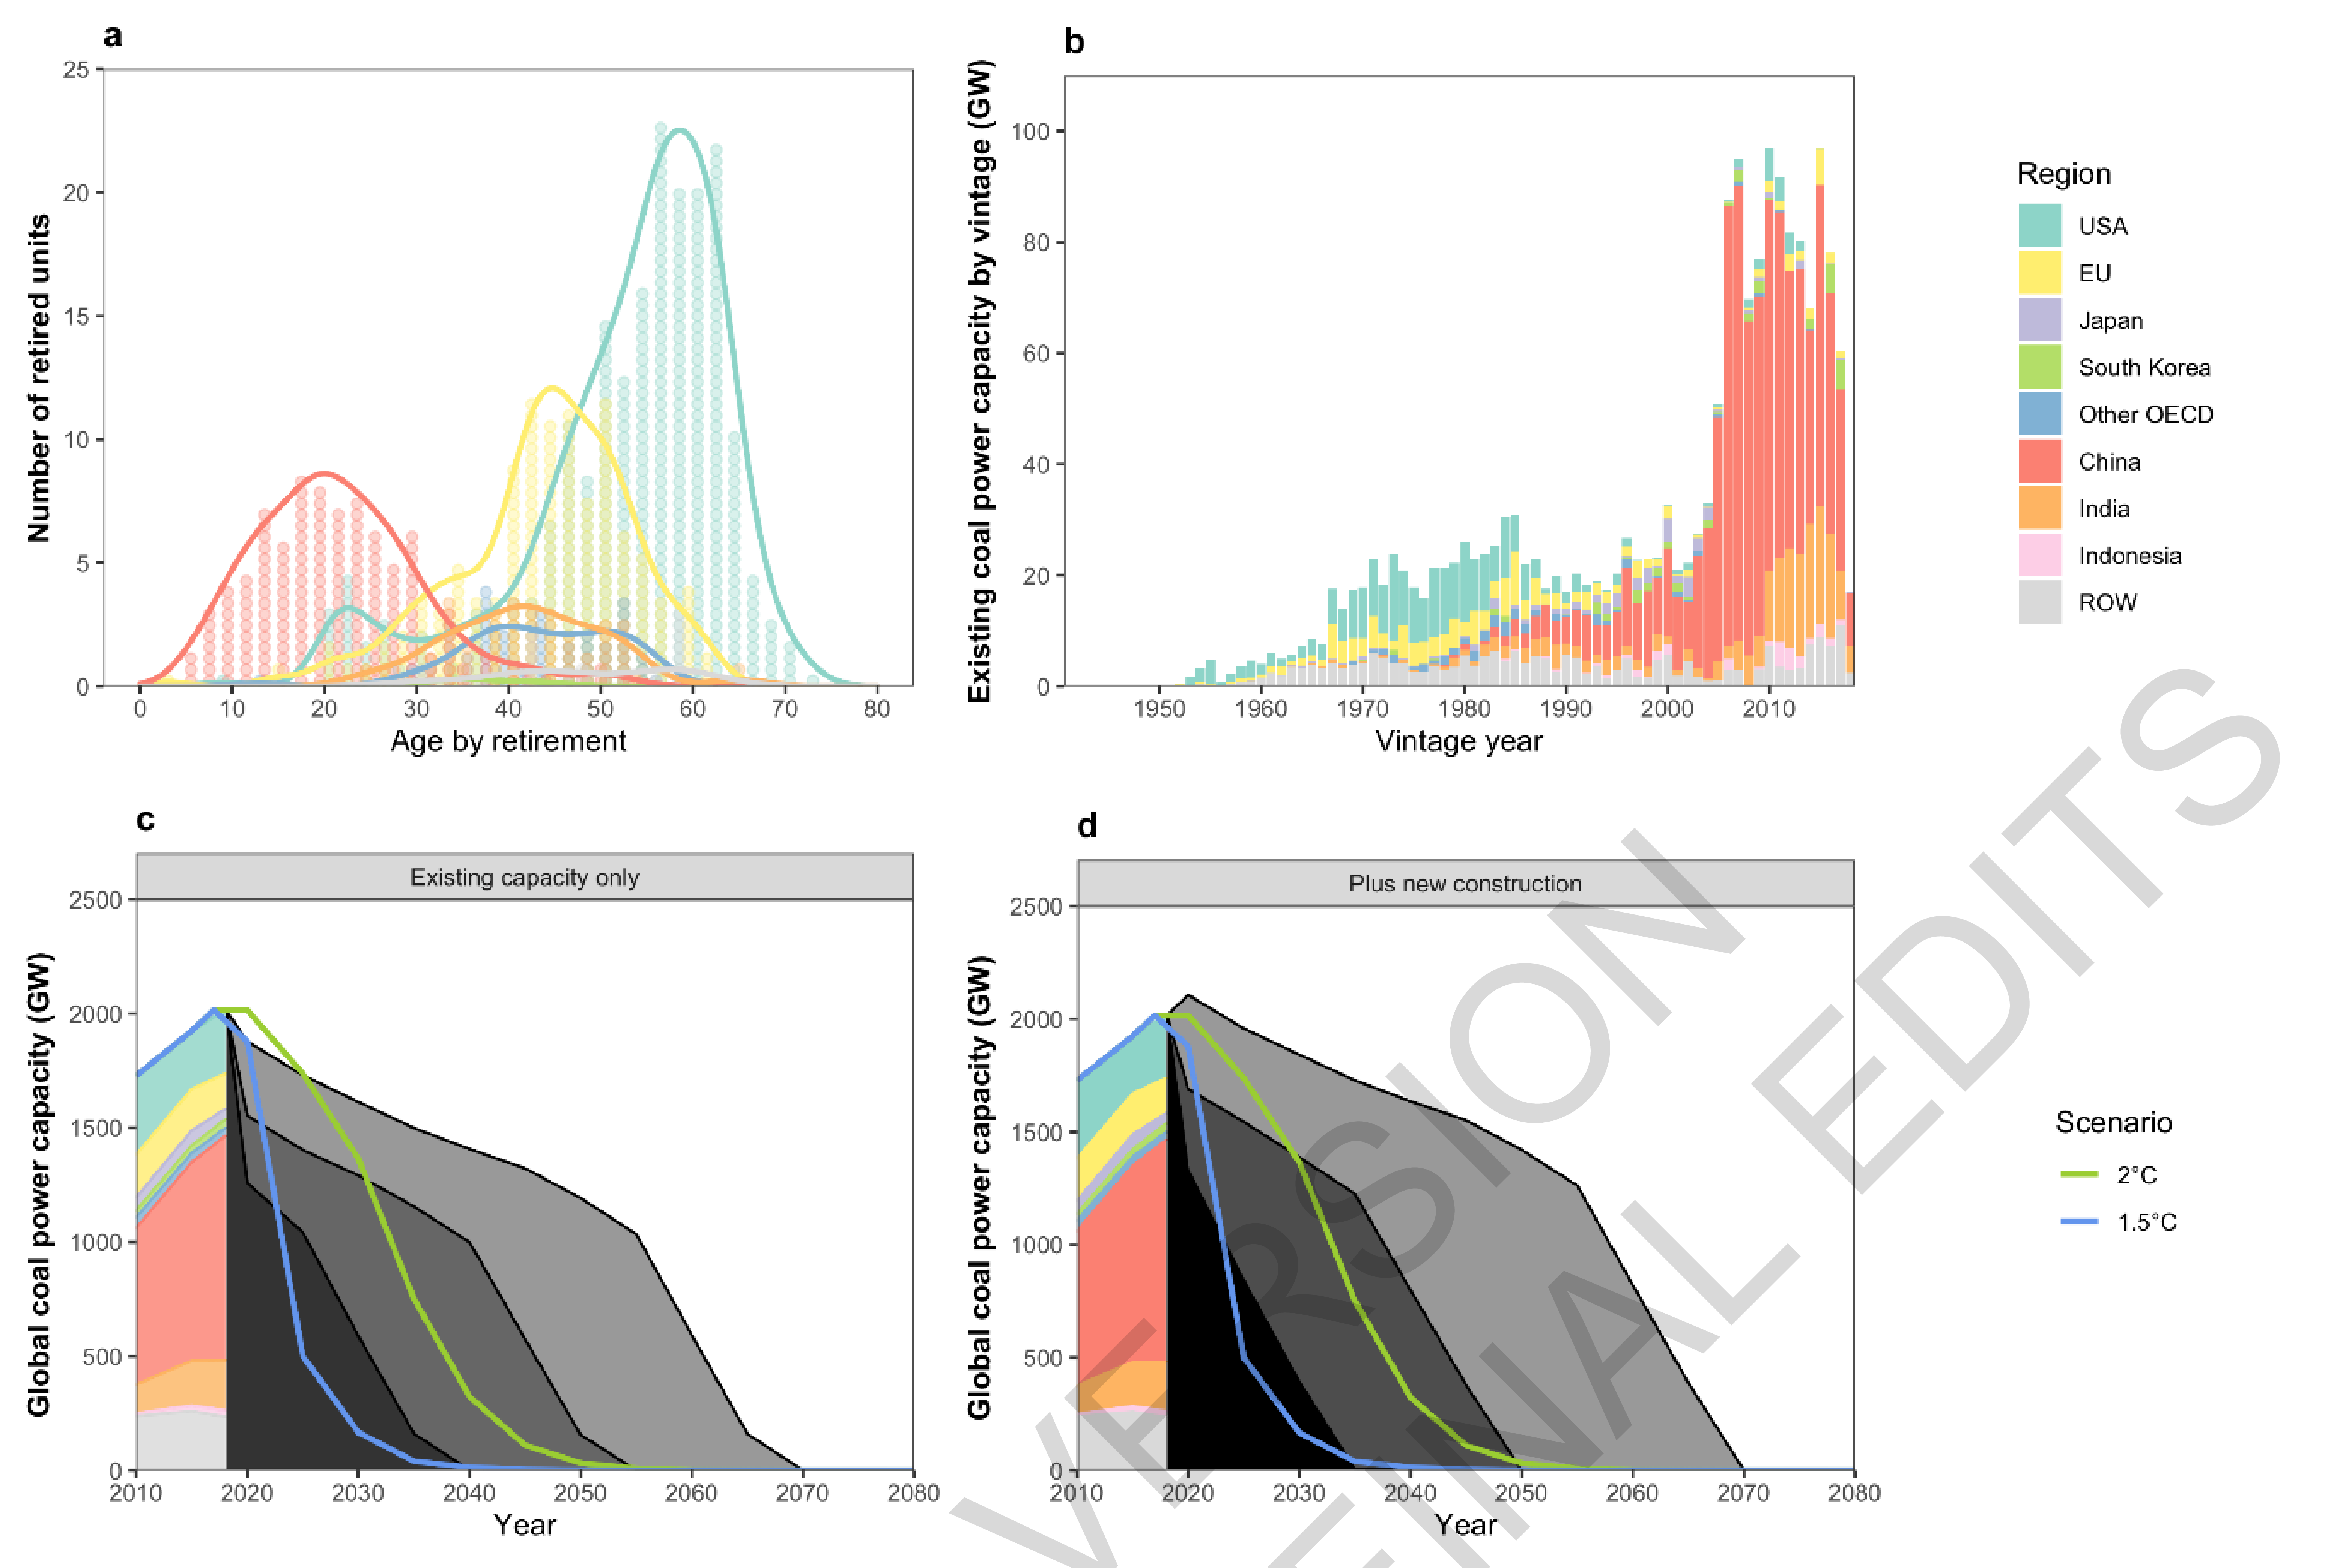 a
25
20
15
10
5
0
Number of retired units
0 10 20 30 40 50 60 70 80
Age by retirement
b
100
80
60
40
20
0
Existing coal power capacity by vintage (GW)
1950 1960 1970 1980 1990 2000 2010
Vintage year
Region
USA
EU
Japan
South Korea
Other OECD
China
India
Indonesia
ROW
c
Existing capacity only
2500
2000
1500
1000
500
0
Global coal power capacity (GW)
2010 2020 2030 2040 2050 2060 2070 2080
Year
d
Plus new construction
2500
2000
1500
1000
500
0
Global coal power capacity (GW)
2010 2020 2030 2040 2050 2060 2070 2080
Year
Scenario
2°C
1.5°C
EDITS